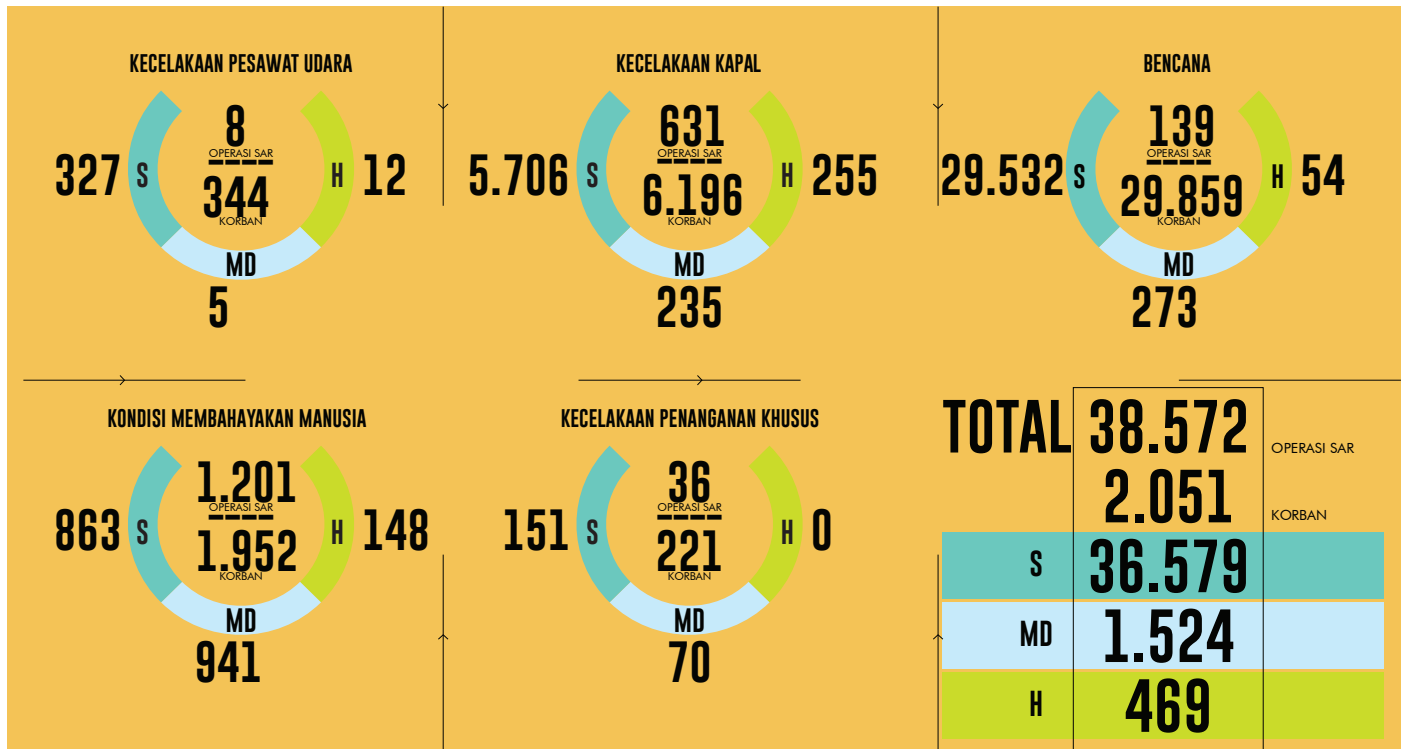 KECELAKAAN PESAWAT UDARA
8
OPERASI SAR
327 S
344
KORBAN
H 12
MD
5
KECELAKAAN KAPAL
631
OPERASI SAR
5.706 S
6.196
KORBAN
H 255
MD
235
BENCANA
139
OPERASI SAR
29.532 S
29.859
KORBAN
H 54
MD
273
KONDISI MEMBAHAYAKAN MANUSIA
1.201
OPERASI SAR
863 S
1.952
KORBAN
H 148
MD
941
KECELAKAAN PENANGANAN KHUSUS
36
OPERASI SAR
151 S
221
KORBAN
H 0
MD
70
TOTAL 38.572 OPERASI SAR
2.051 KORBAN
S 36.579
MD 1.524
H 469